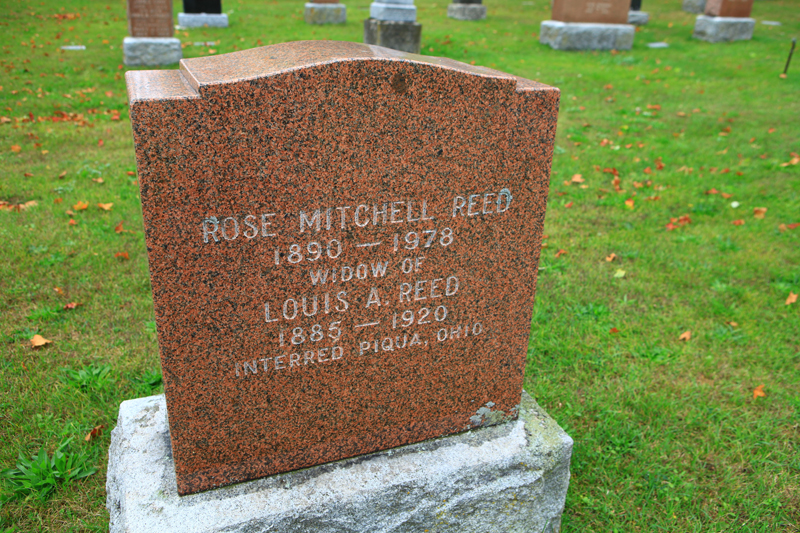 ROSE MITCHELL REED
1890 — 1978
WIDOW OF
LOUIS A. REED
1885 — 1920
INTERRED PIQUA, OHIO